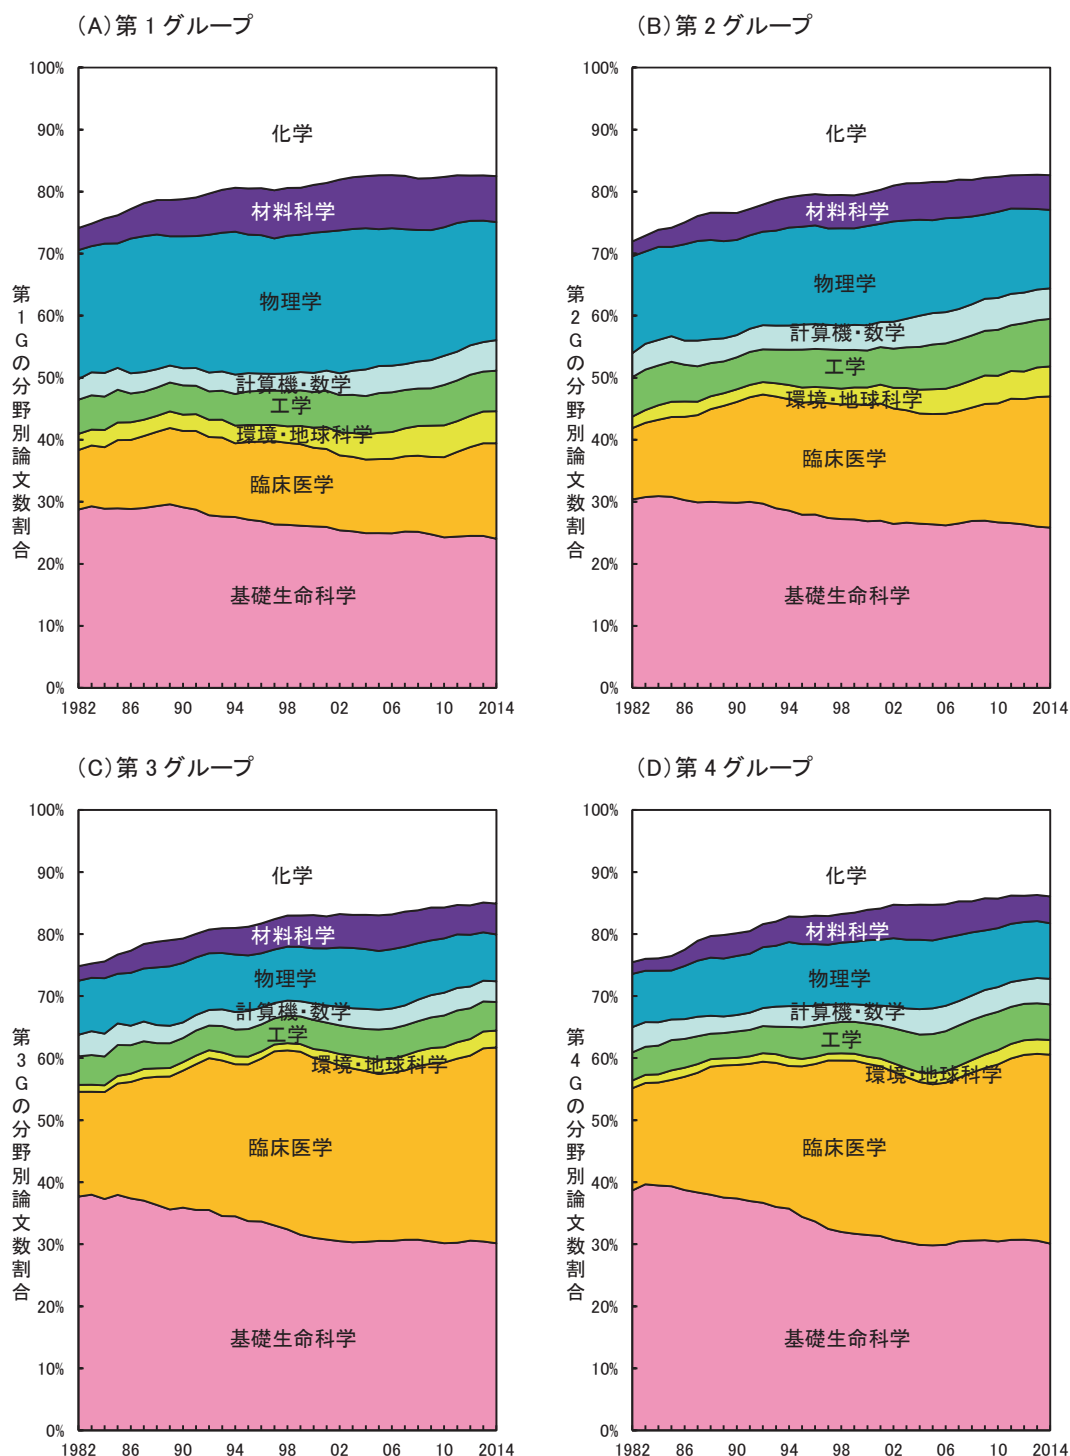 (A)第1グループ
100%
90%
80%
70%
60%
50%
40%
30%
20%
10%
0%
第1Gの分野別論文数割合
化学
材料科学
物理学
計算機・数学
工学
環境・地球科学
臨床医学
基礎生命科学
1982 86 90 94 98 02 06 10 2014
(B)第2グループ
100%
90%
80%
70%
60%
50%
40%
30%
20%
10%
0%
第2Gの分野別論文数割合
化学
材料科学
物理学
計算機・数学
工学
環境・地球科学
臨床医学
基礎生命科学
1982 86 90 94 98 02 06 10 2014
(C)第3グループ
100%
90%
80%
70%
60%
50%
40%
30%
20%
10%
0%
第3Gの分野別論文数割合
化学
材料科学
物理学
計算機・数学
工学
環境・地球科学
臨床医学
基礎生命科学
1982 86 90 94 98 02 06 10 2014
(D)第4グループ
100%
90%
80%
70%
60%
50%
40%
30%
20%
10%
0%
第4Gの分野別論文数割合
化学
材料科学
物理学
計算機・数学
工学
環境・地球科学
臨床医学
基礎生命科学
1982 86 90 94 98 02 06 10 2014